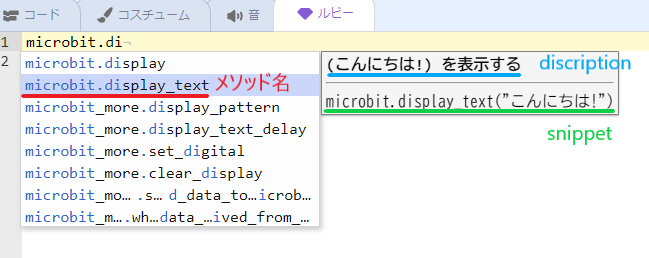 コード コスチューム 音 ルビー
1 microbit.di
2
microbit.display
microbit.display_text メソッド名
microbit_more.display_pattern
microbit_more.display_text_delay
microbit_more.set_digital
microbit_more.clear_display
microbit_mo… .s… d_data_to…icrob…
microbit_m….wh…data_…ived_from_…
(こんにちは!) を表示する discription
microbit.display_text("こんにちは!")
snippet